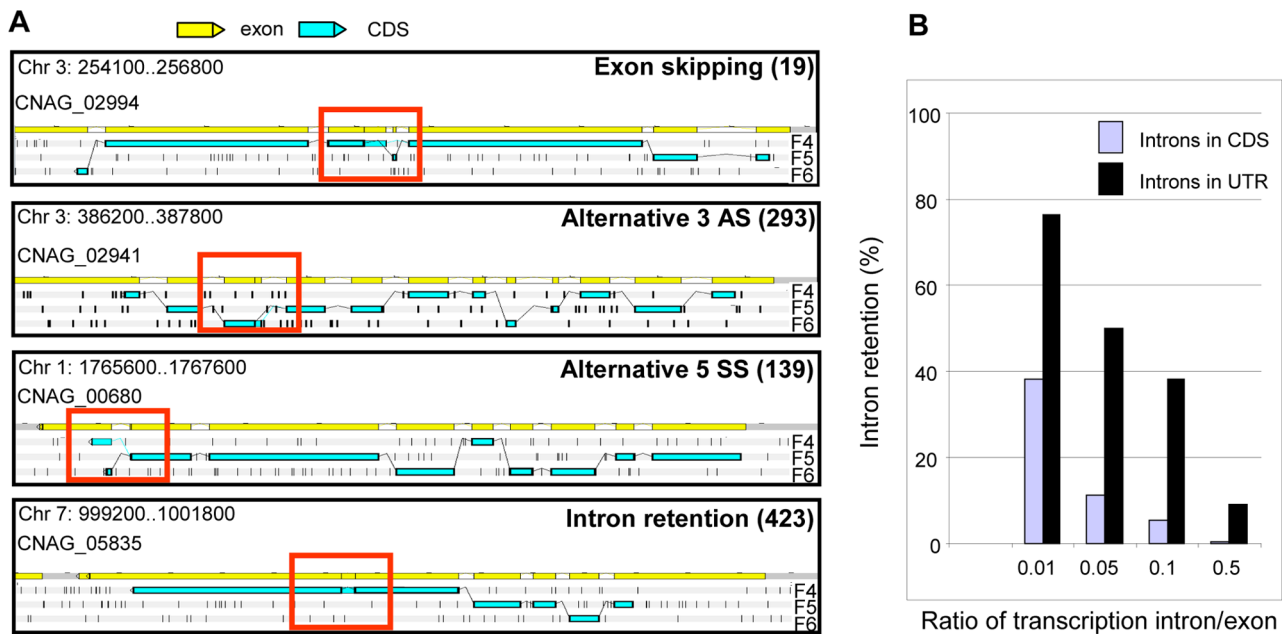 A
exon
CDS
Chr 3: 254100..256800
Exon skipping (19)
CNAG_02994
F4
F5
F6
Chr 3: 386200..387800
Alternative 3 AS (293)
CNAG_02941
F4
F5
F6
Chr 1: 1765600..1767600
Alternative 5 SS (139)
CNAG_00680
F4
F5
F6
Chr 7: 999200..1001800
Intron retention (423)
CNAG_05835
F4
F5
F6
B
100
80
60
40
20
0
Intron retention (%)
Introns in CDS
Introns in UTR
0.01
0.05
0.1
0.5
Ratio of transcription intron/exon